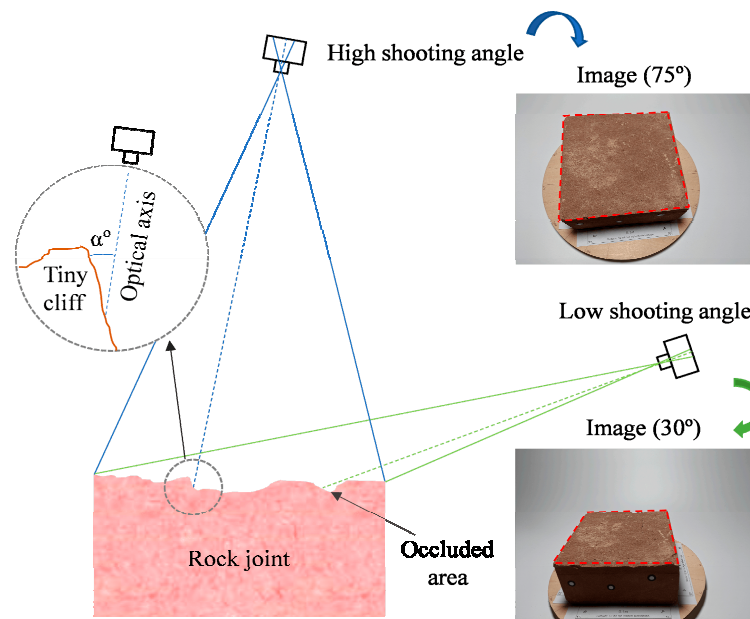 High shooting angle
Image (75º)
αº
Optical axis
Tiny
cliff
Low shooting angle
Image (30º)
Occluded
area
Rock joint